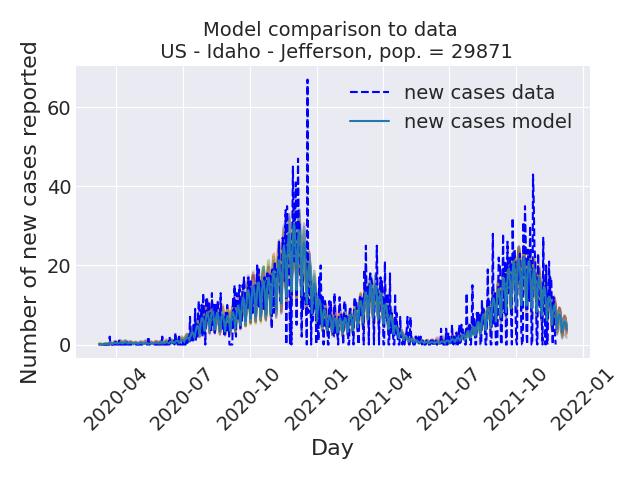 Model comparison to data
US - Idaho - Jefferson, pop. = 29871
Number of new cases reported
60
40
20
0
new cases data
new cases model
2020-04
2020-07
2020-10
2021-01
2021-04
2021-07
2021-10
2022-01
Day